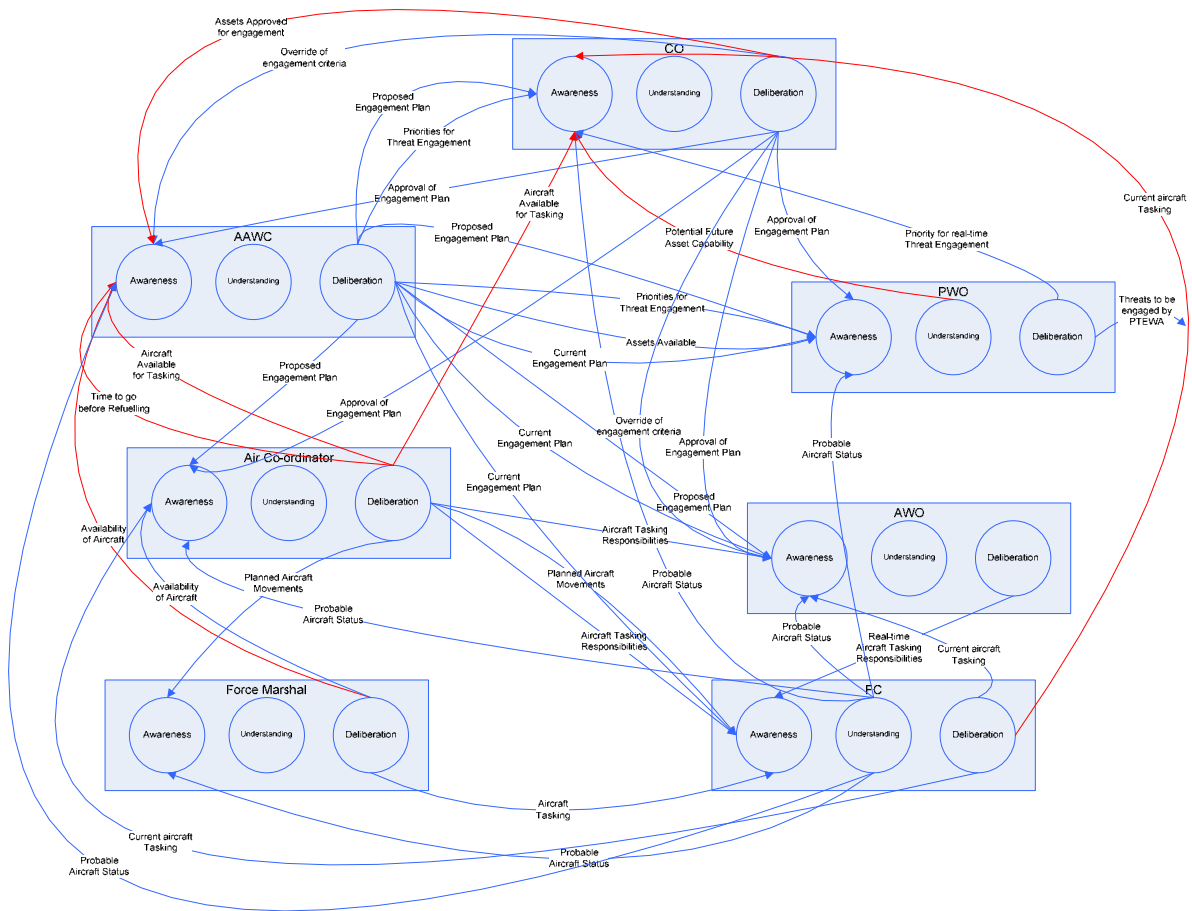 Assets Approved
for engagement
Override of
engagement criteria
CO
Awareness
Understanding
Deliberation
Proposed
Engagement Plan
Priorities for
Threat Engagement
Approval of
Engagement Plan
Aircraft
Available
for Tasking
Current aircraft
Tasking
AAWC
Awareness
Understanding
Deliberation
Proposed
Engagement Plan
Potential Future
Asset Capability
Approval of
Engagement Plan
Priority for real-time
Threat Engagement
PWO
Awareness
Understanding
Deliberation
Threats to be
engaged by
PTEWA
Priorities for
Threat Engagement
Assets Available
Current
Engagement Plan
Aircraft
Available
for Tasking
Proposed
Engagement Plan
Time to go
before Refuelling
Approval of
Engagement Plan
Override of
engagement criteria
Current
Engagement Plan
Approval of
Engagement Plan
Probable
Aircraft Status
Air Co-ordinator
Awareness
Understanding
Deliberation
Current
Engagement Plan
Proposed
Engagement Plan
AWO
Awareness
Understanding
Deliberation
Availability
of Aircraft
Aircraft Tasking
Responsibilities
Planned Aircraft
Movements
Planned Aircraft
Movements
Probable
Aircraft Status
Availability
of Aircraft
Probable
Aircraft Status
Aircraft Tasking
Responsibilities
Probable
Aircraft Status
Real-time
Aircraft Tasking
Responsibilities
Current aircraft
Tasking
Force Marshal
Awareness
Understanding
Deliberation
FC
Awareness
Understanding
Deliberation
Aircraft
Tasking
Current aircraft
Tasking
Probable
Aircraft Status
Probable
Aircraft Status